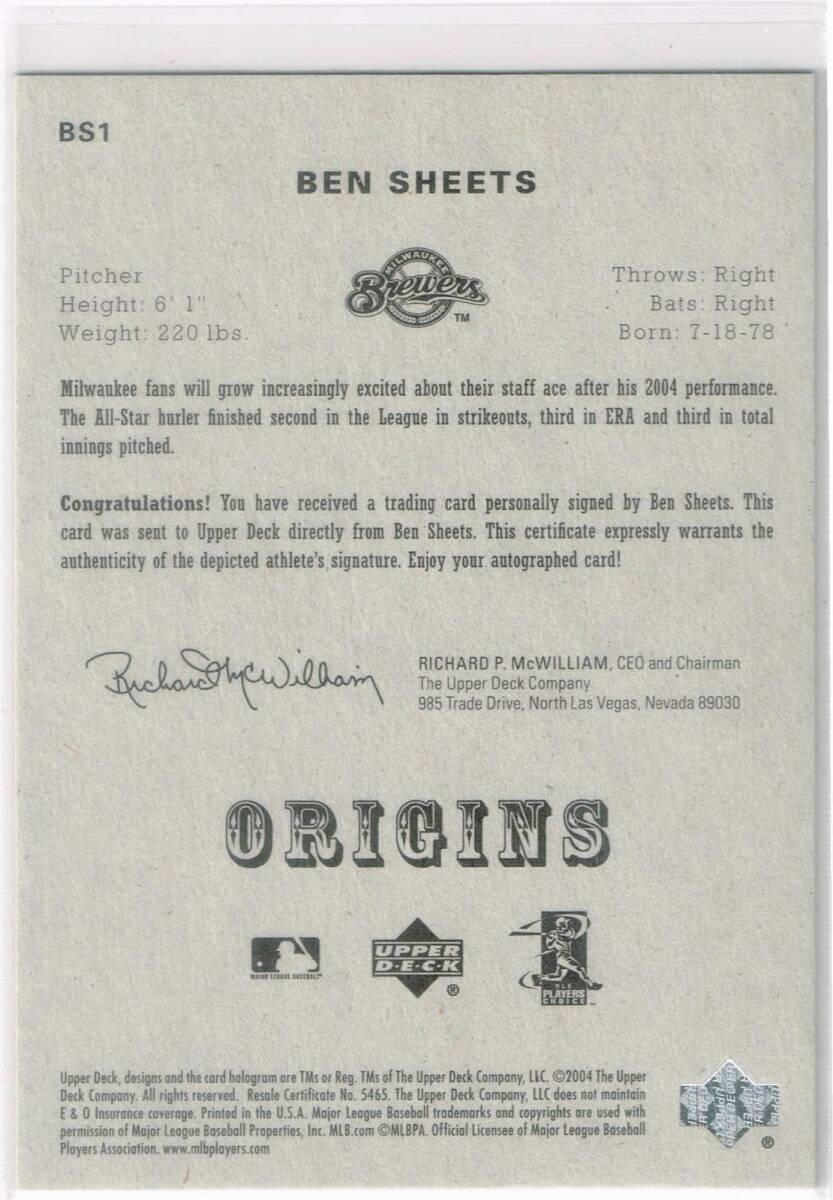 BS1
BEN SHEETS
Pitcher
Height: 6' 1"
Weight: 220 lbs.
MILWAUKEE
Brewers
TM
Throws: Right
Bats: Right
Born: 7-18-78
Milwaukee fans will grow increasingly excited about their staff ace after his 2004 performance.
The All-Star hurler finished second in the League in strikeouts, third in ERA and third in total
innings pitched.
Congratulations! You have received a trading card personally signed by Ben Sheets. This
card was sent to Upper Deck directly from Ben Sheets. This certificate expressly warrants the
authenticity of the depicted athlete's signature. Enjoy your autographed card!
Richard McWilliam
RICHARD P. McWILLIAM, CEO and Chairman
The Upper Deck Company
985 Trade Drive, North Las Vegas, Nevada 89030
ORIGINS
MAJOR LEAGUE BASEBALL
UPPER
D·E·C·K
®
MLB
PLAYERS
CHOICE
Upper Deck, designs and the card hologram are TMs or Reg. TMs of The Upper Deck Company, LLC. ©2004 The Upper
Deck Company. All rights reserved. Resale Certificate No. 5465. The Upper Deck Company, LLC does not maintain
E & O Insurance coverage. Printed in the U.S.A. Major League Baseball trademarks and copyrights are used with
permission of Major League Baseball Properties, Inc. MLB.com ©MLBPA. Official Licensee of Major League Baseball
Players Association. www.mlbplayers.com
®